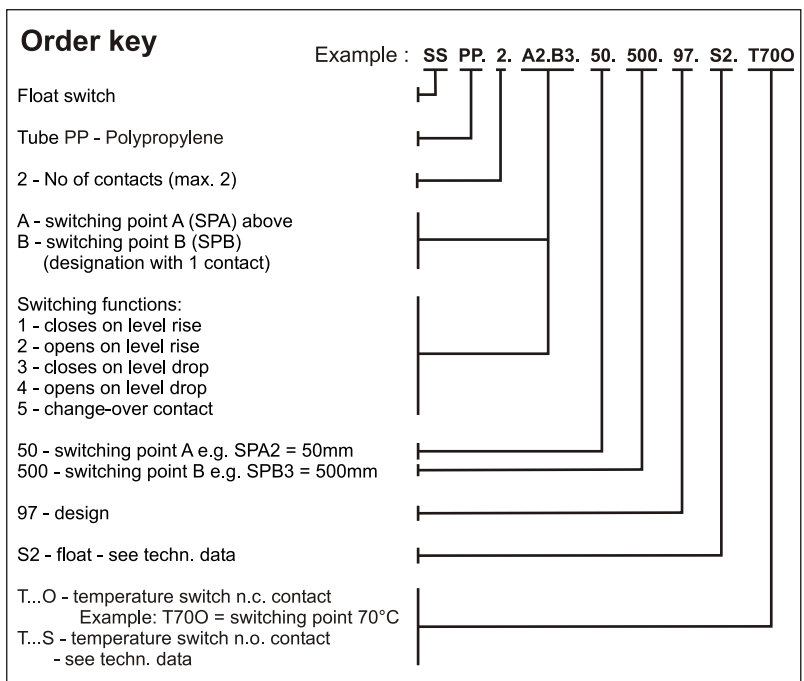 Order key
Example : SS PP. 2. A2.B3. 50. 500. 97. S2. T70O
Float switch
Tube PP - Polypropylene
2 - No of contacts (max. 2)
A - switching point A (SPA) above
B - switching point B (SPB)
(designation with 1 contact)
Switching functions:
1 - closes on level rise
2 - opens on level rise
3 - closes on level drop
4 - opens on level drop
5 - change-over contact
50 - switching point A e.g. SPA2 = 50mm
500 - switching point B e.g. SPB3 = 500mm
97 - design
S2 - float - see techn. data
T...O - temperature switch n.c. contact
Example: T70O = switching point 70°C
T...S - temperature switch n.o. contact
- see techn. data